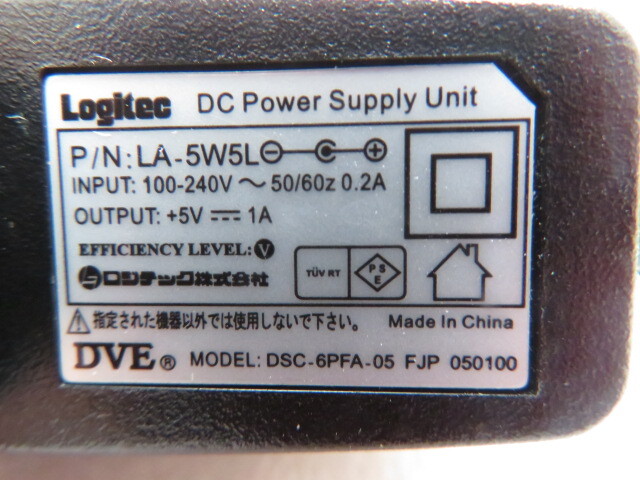 Logitec DC Power Supply Unit
P/N: LA-5W5L
INPUT: 100-240V ～ 50/60z 0.2A
OUTPUT: +5V ⎓ 1A
EFFICIENCY LEVEL: V
ロジテック株式会社
TÜV RT
P S E
⚠指定された機器以外では使用しないで下さい。 Made In China
DVE® MODEL: DSC-6PFA-05 FJP 050100